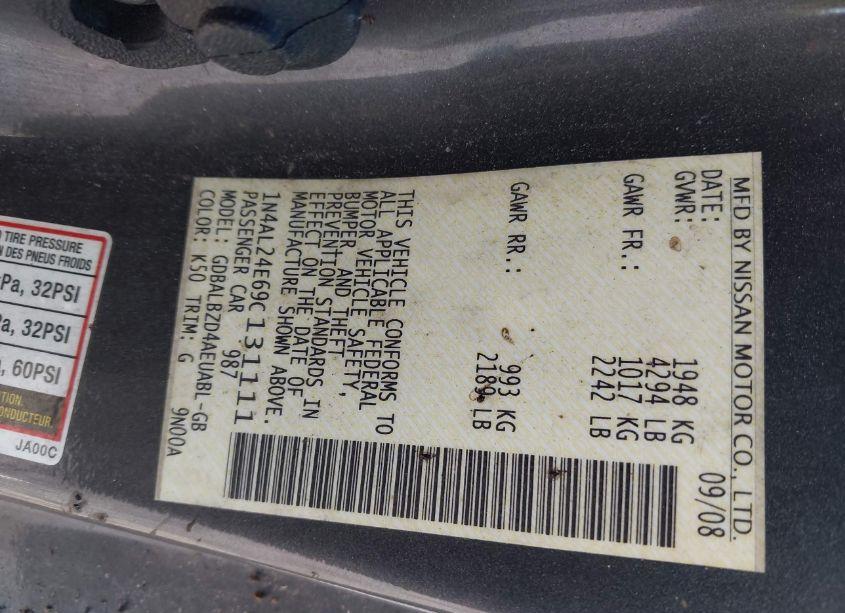 MFD BY NISSAN MOTOR CO., LTD.
DATE: 09/08
GVWR: 1948 KG
4294 LB
GAWR FR.: 1017 KG
2242 LB
GAWR RR.: 993 KG
2189 LB
THIS VEHICLE CONFORMS TO
ALL APPLICABLE FEDERAL
MOTOR VEHICLE SAFETY,
BUMPER AND THEFT
PREVENTION STANDARDS IN
EFFECT ON THE DATE OF
MANUFACTURE SHOWN ABOVE.
1N4AL24E69C131111
PASSENGER CAR 987
MODEL: GDBALBZD4AEUABL-GB
COLOR: K50 TRIM: G 9N00A
TIRE PRESSURE
DES PNEUS FROIDS
Pa, 32PSI
a, 32PSI
, 60PSI
CONDUCTEUR.
JA00C